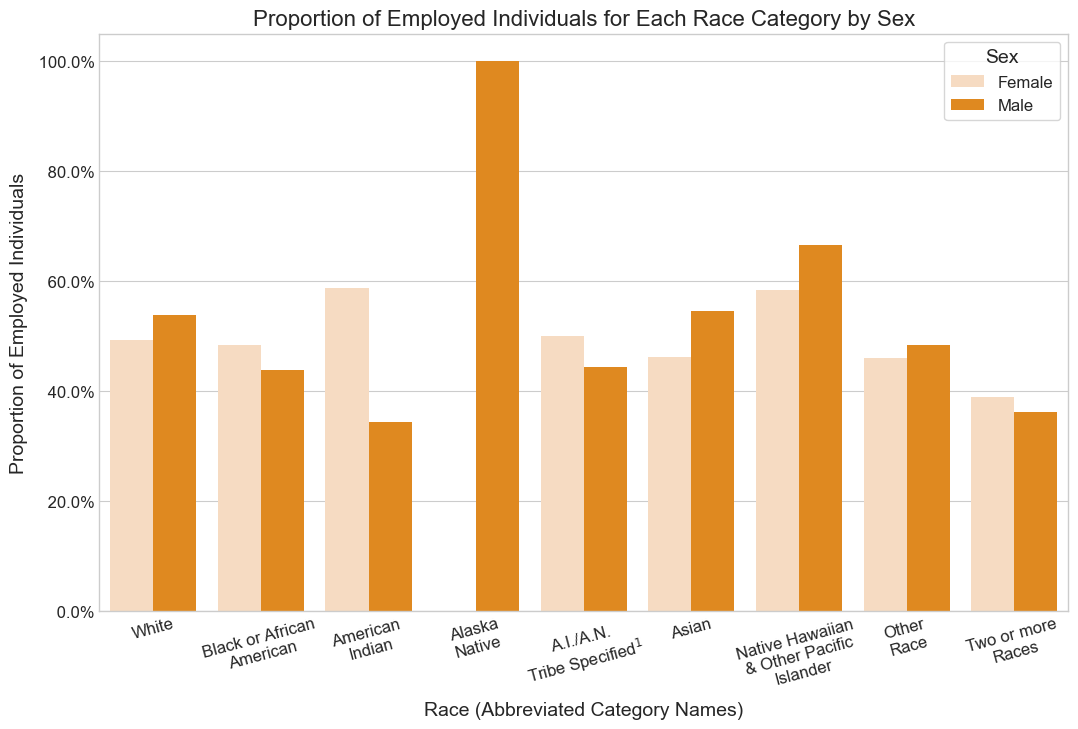 Proportion of Employed Individuals for Each Race Category by Sex
Sex
Female
Male
Proportion of Employed Individuals
100.0%
80.0%
60.0%
40.0%
20.0%
0.0%
White
Black or African
American
American
Indian
Alaska
Native
A.I./A.N.
Tribe Specified¹
Asian
Native Hawaiian
& Other Pacific
Islander
Other
Race
Two or more
Races
Race (Abbreviated Category Names)